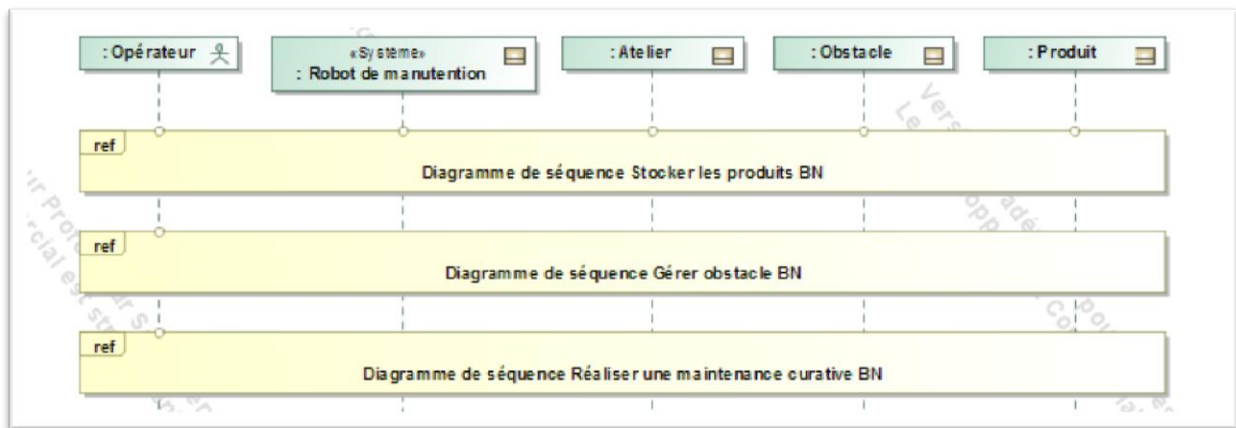 : Opérateur
«Système»
: Robot de manutention
: Atelier
: Obstacle
: Produit
ref
Diagramme de séquence Stocker les produits BN
ref
Diagramme de séquence Gérer obstacle BN
ref
Diagramme de séquence Réaliser une maintenance curative BN